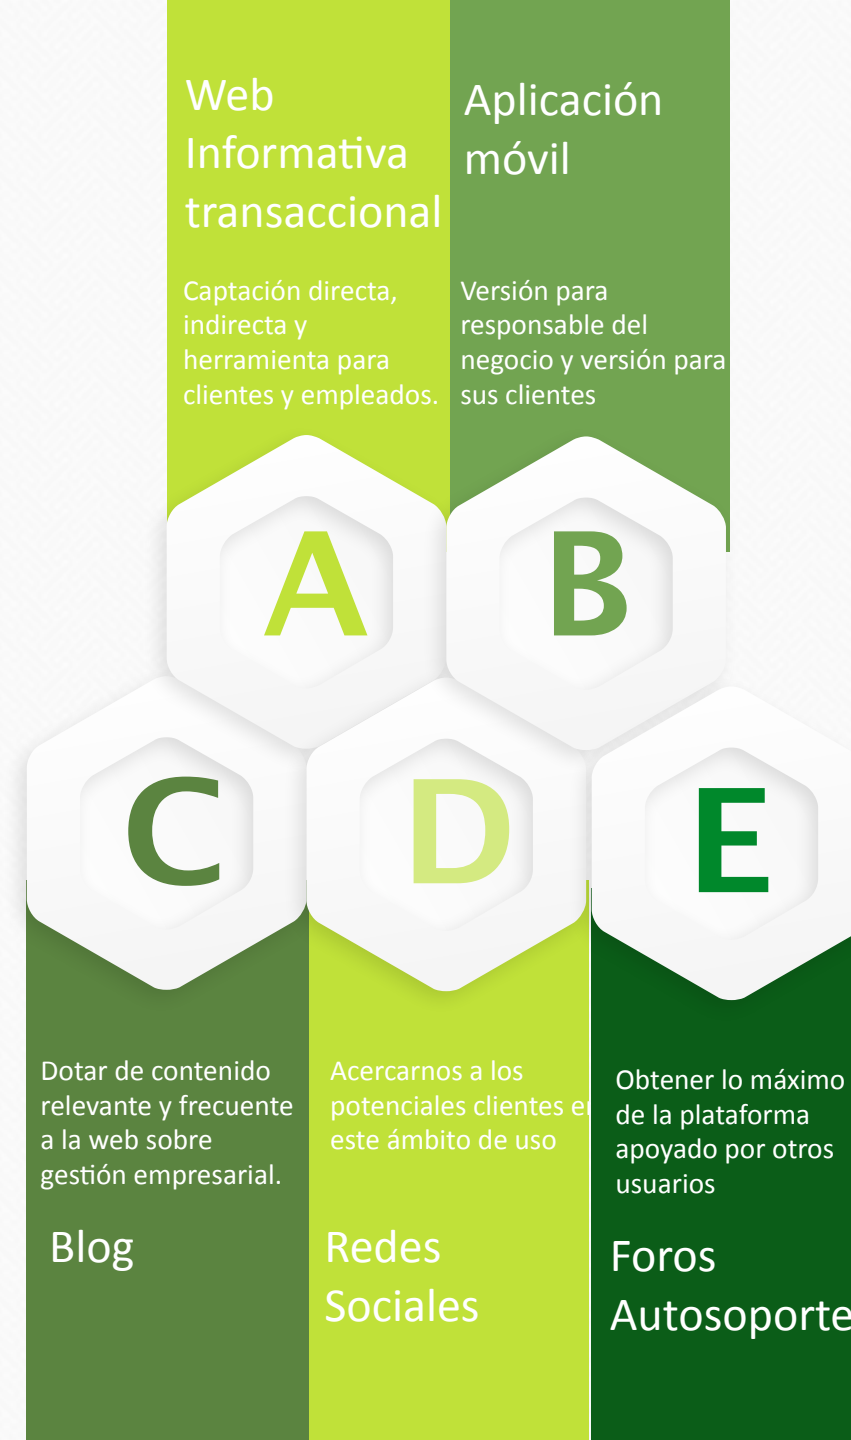 Web
Informativa
transaccional
Captación directa,
indirecta y
herramienta para
clientes y empleados.
Aplicación
móvil
Versión para
responsable del
negocio y versión para
sus clientes
A
B
C
D
E
Dotar de contenido
relevante y frecuente
a la web sobre
gestión empresarial.
Blog
Acercarnos a los
potenciales clientes en
este ámbito de uso
Redes
Sociales
Obtener lo máximo
de la plataforma
apoyado por otros
usuarios
Foros
Autosoporte